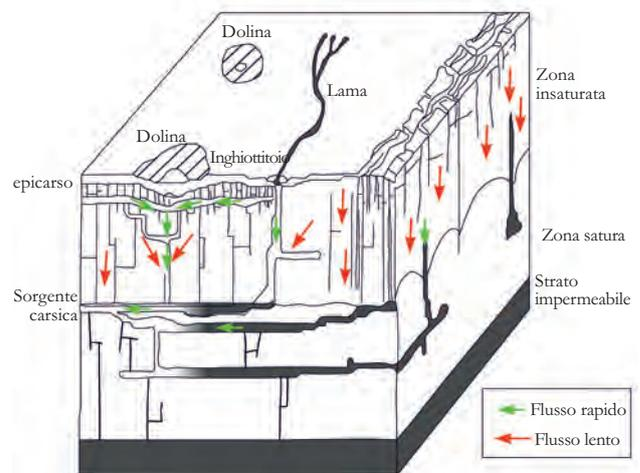 Dolina
Lama
Zona
insaturata
Dolina
Inghiottitoio
epicarso
Zona satura
Strato
impermeabile
Sorgente
carsica
Flusso rapido
Flusso lento